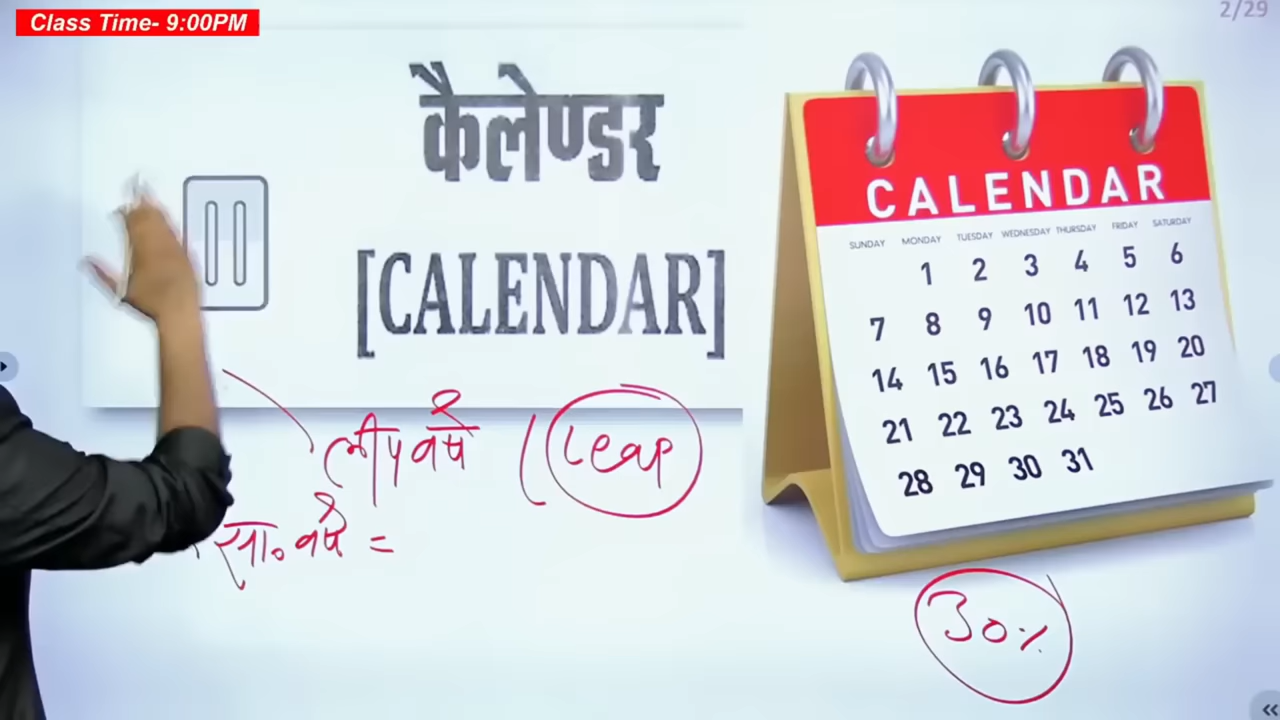 Class Time- 9:00PM
2/29
कैलेण्डर
[CALENDAR]
CALENDAR
SUNDAY MONDAY TUESDAY WEDNESDAY THURSDAY FRIDAY SATURDAY
1 2 3 4 5 6
7 8 9 10 11 12 13
14 15 16 17 18 19 20
21 22 23 24 25 26 27
28 29 30 31
लीप वर्ष (Leap
सा॰ वर्ष =
30%